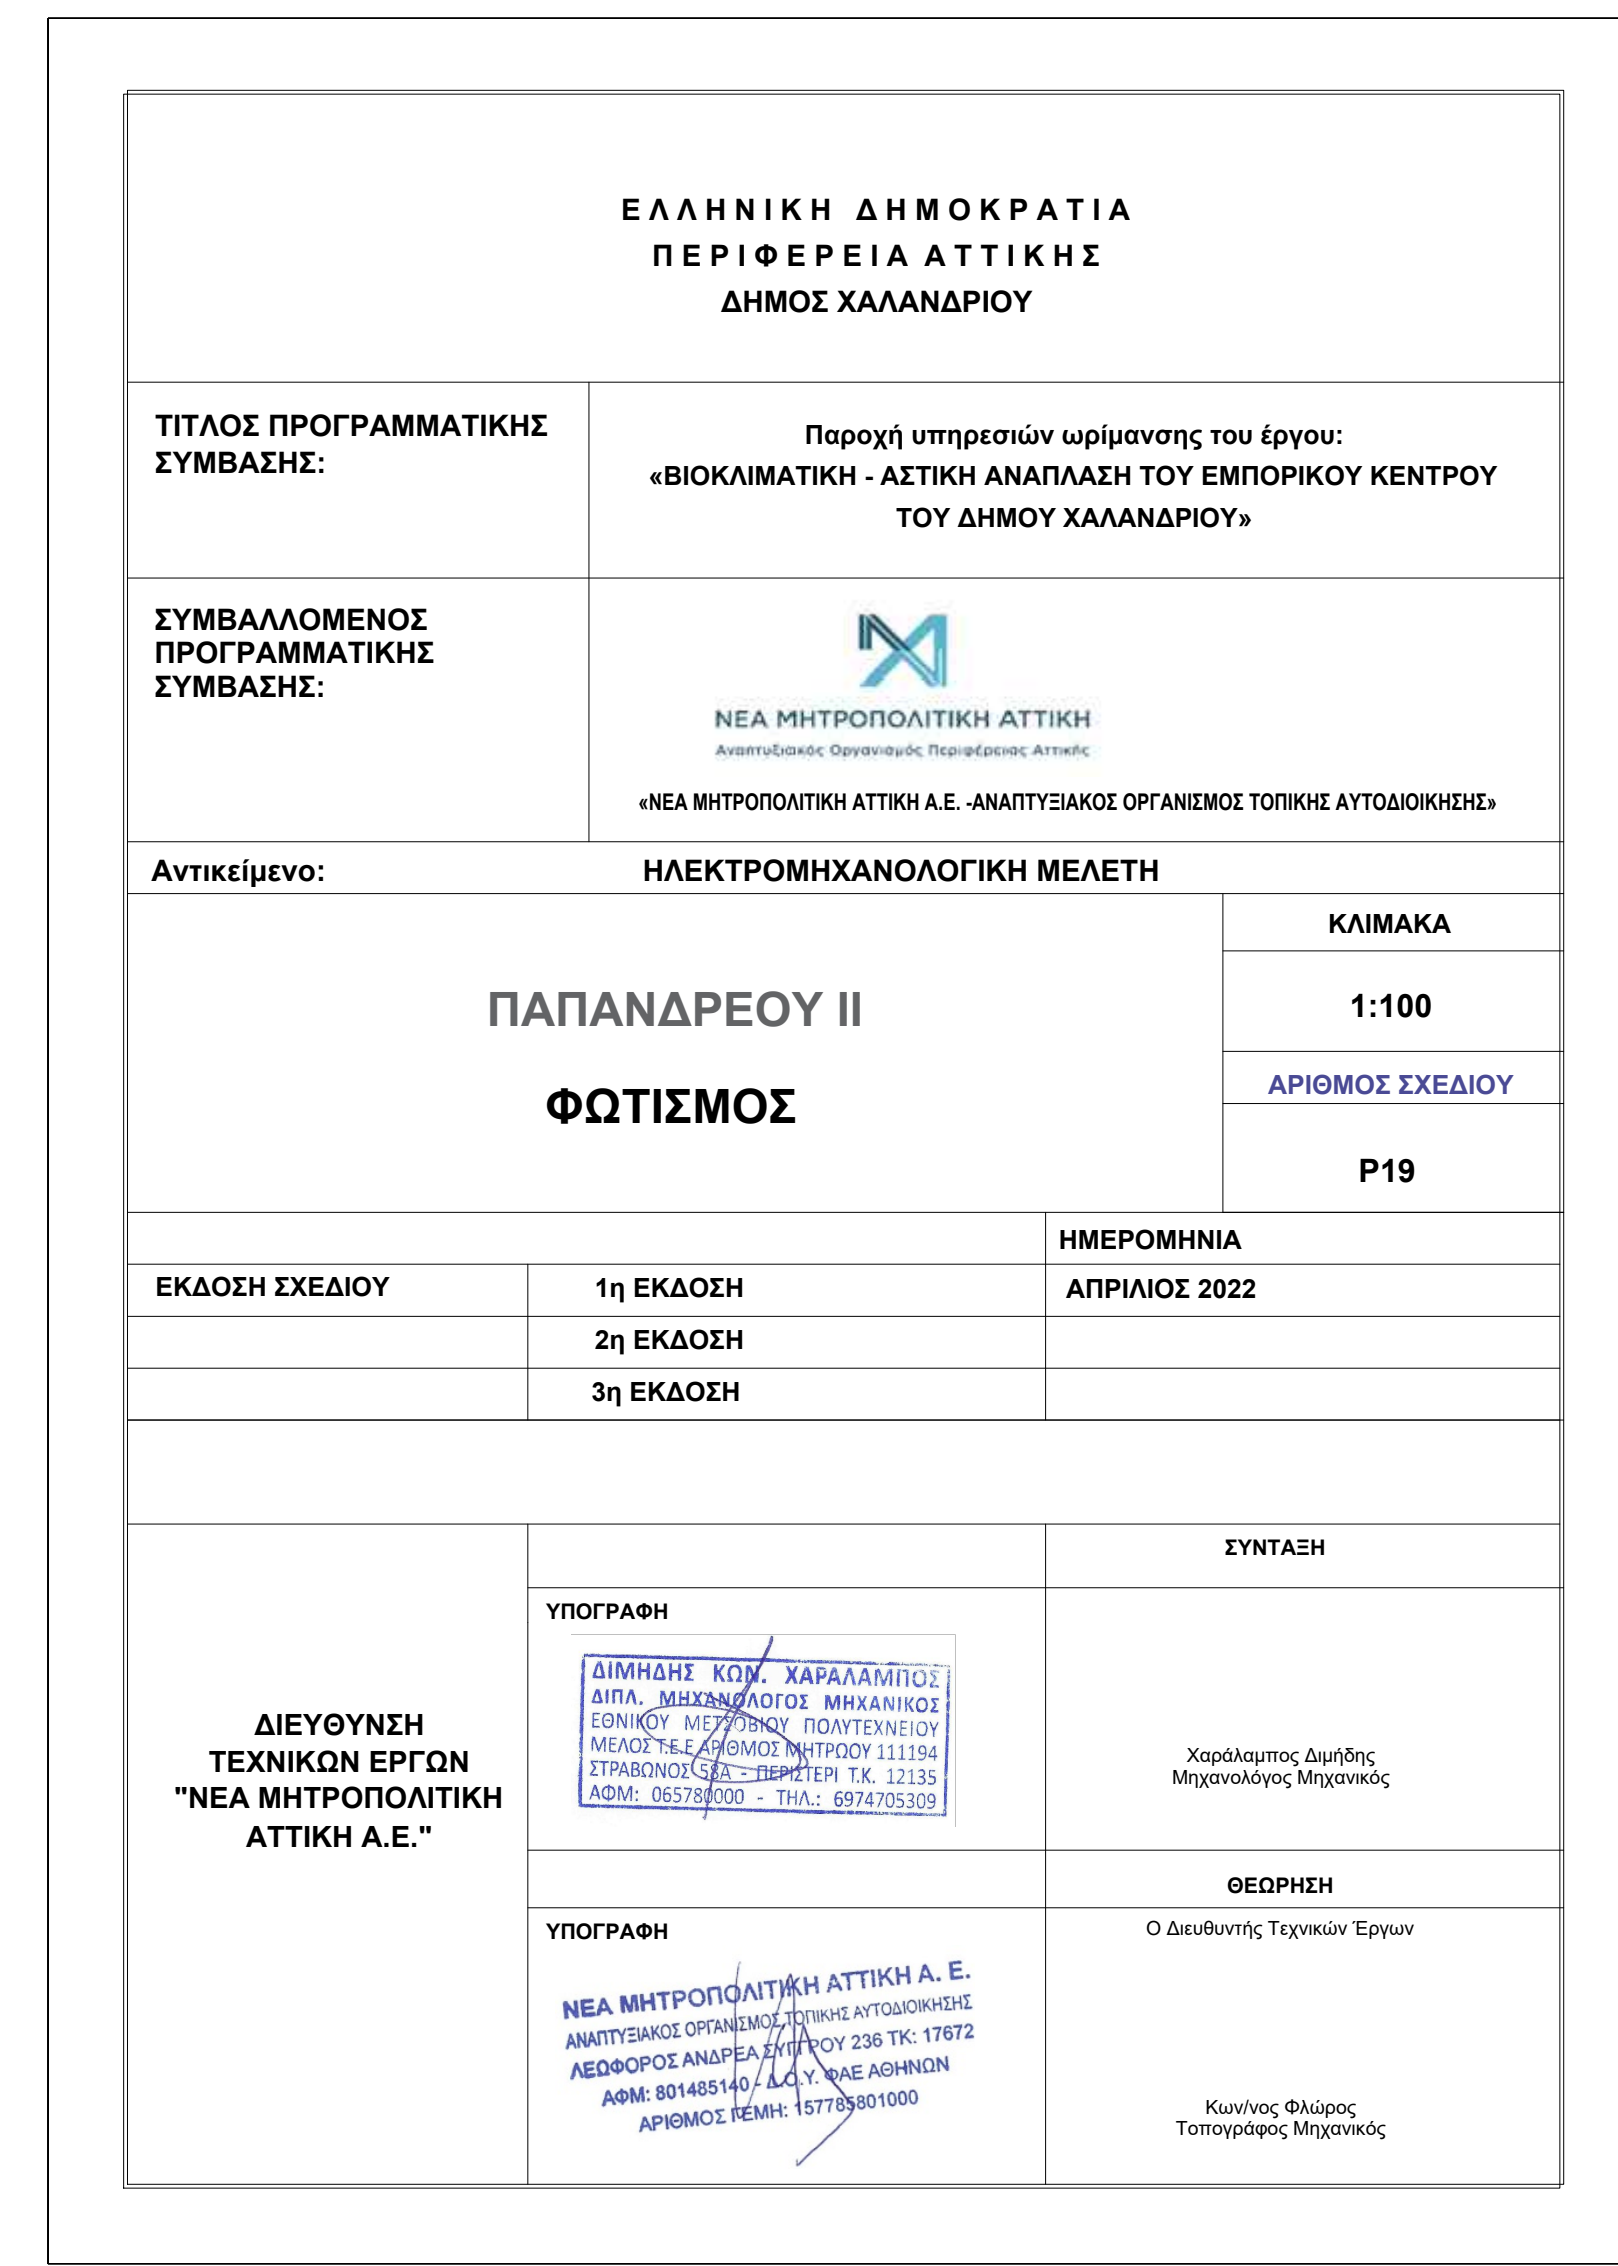 ΕΛΛΗΝΙΚΗ ΔΗΜΟΚΡΑΤΙΑ
ΠΕΡΙΦΕΡΕΙΑ ΑΤΤΙΚΗΣ
ΔΗΜΟΣ ΧΑΛΑΝΔΡΙΟΥ
ΤΙΤΛΟΣ ΠΡΟΓΡΑΜΜΑΤΙΚΗΣ
ΣΥΜΒΑΣΗΣ:
Παροχή υπηρεσιών ωρίμανσης του έργου:
«ΒΙΟΚΛΙΜΑΤΙΚΗ - ΑΣΤΙΚΗ ΑΝΑΠΛΑΣΗ ΤΟΥ ΕΜΠΟΡΙΚΟΥ ΚΕΝΤΡΟΥ
ΤΟΥ ΔΗΜΟΥ ΧΑΛΑΝΔΡΙΟΥ»
ΣΥΜΒΑΛΛΟΜΕΝΟΣ
ΠΡΟΓΡΑΜΜΑΤΙΚΗΣ
ΣΥΜΒΑΣΗΣ:
ΝΕΑ ΜΗΤΡΟΠΟΛΙΤΙΚΗ ΑΤΤΙΚΗ
Αναπτυξιακός Οργανισμός Περιφέρειας Αττικής
«ΝΕΑ ΜΗΤΡΟΠΟΛΙΤΙΚΗ ΑΤΤΙΚΗ Α.Ε. -ΑΝΑΠΤΥΞΙΑΚΟΣ ΟΡΓΑΝΙΣΜΟΣ ΤΟΠΙΚΗΣ ΑΥΤΟΔΙΟΙΚΗΣΗΣ»
Αντικείμενο: ΗΛΕΚΤΡΟΜΗΧΑΝΟΛΟΓΙΚΗ ΜΕΛΕΤΗ
ΠΑΠΑΝΔΡΕΟΥ ΙΙ
ΦΩΤΙΣΜΟΣ
ΚΛΙΜΑΚΑ
1:100
ΑΡΙΘΜΟΣ ΣΧΕΔΙΟΥ
P19
ΗΜΕΡΟΜΗΝΙΑ
ΕΚΔΟΣΗ ΣΧΕΔΙΟΥ 1η ΕΚΔΟΣΗ ΑΠΡΙΛΙΟΣ 2022
2η ΕΚΔΟΣΗ
3η ΕΚΔΟΣΗ
ΔΙΕΥΘΥΝΣΗ
ΤΕΧΝΙΚΩΝ ΕΡΓΩΝ
"ΝΕΑ ΜΗΤΡΟΠΟΛΙΤΙΚΗ
ΑΤΤΙΚΗ Α.Ε."
ΣΥΝΤΑΞΗ
ΥΠΟΓΡΑΦΗ
ΔΙΜΗΔΗΣ ΚΩΝ. ΧΑΡΑΛΑΜΠΟΣ
ΔΙΠΛ. ΜΗΧΑΝΟΛΟΓΟΣ ΜΗΧΑΝΙΚΟΣ
ΕΘΝΙΚΟΥ ΜΕΤΣΟΒΙΟΥ ΠΟΛΥΤΕΧΝΕΙΟΥ
ΜΕΛΟΣ Τ.Ε.Ε ΑΡΙΘΜΟΣ ΜΗΤΡΩΟΥ 111194
ΣΤΡΑΒΩΝΟΣ 58Α - ΠΕΡΙΣΤΕΡΙ Τ.Κ. 12135
ΑΦΜ: 065780000 - ΤΗΛ.: 6974705309
Χαράλαμπος Διμήδης
Μηχανολόγος Μηχανικός
ΘΕΩΡΗΣΗ
ΥΠΟΓΡΑΦΗ
Ο Διευθυντής Τεχνικών Έργων
ΝΕΑ ΜΗΤΡΟΠΟΛΙΤΙΚΗ ΑΤΤΙΚΗ Α. Ε.
ΑΝΑΠΤΥΞΙΑΚΟΣ ΟΡΓΑΝΙΣΜΟΣ ΤΟΠΙΚΗΣ ΑΥΤΟΔΙΟΙΚΗΣΗΣ
ΛΕΩΦΟΡΟΣ ΑΝΔΡΕΑ ΣΥΓΓΡΟΥ 236 ΤΚ: 17672
ΑΦΜ: 801485140 - Δ.Ο.Υ. ΦΑΕ ΑΘΗΝΩΝ
ΑΡΙΘΜΟΣ ΓΕΜΗ: 157785801000
Κων/νος Φλώρος
Τοπογράφος Μηχανικός